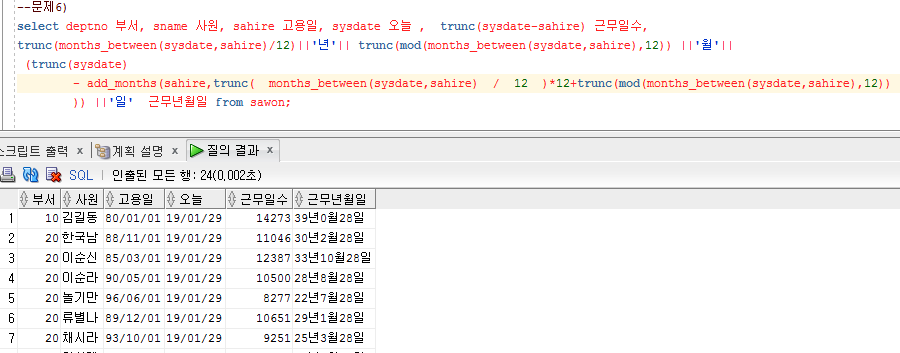 --문제6)
select deptno 부서, sname 사원, sahire 고용일, sysdate 오늘 ,  trunc(sysdate-sahire) 근무일수,
trunc(months_between(sysdate,sahire)/12)||'년'|| trunc(mod(months_between(sysdate,sahire),12)) ||'월'||
(trunc(sysdate)
- add_months(sahire,trunc(  months_between(sysdate,sahire)  /  12  )*12+trunc(mod(months_between(sysdate,sahire),12))
)) ||'일'  근무년월일 from sawon;
스크립트 출력 x 계획 설명 x 질의 결과 x
SQL | 인출된 모든 행: 24(0,002초)
부서 사원 고용일 오늘 근무일수 근무년월일
1 10 김길동 80/01/01 19/01/29 14273 39년0월28일
2 20 한국남 88/11/01 19/01/29 11046 30년2월28일
3 20 이순신 85/03/01 19/01/29 12387 33년10월28일
4 20 이순라 90/05/01 19/01/29 10500 28년8월28일
5 20 놀기만 96/06/01 19/01/29 8277 22년7월28일
6 20 류별나 89/12/01 19/01/29 10651 29년1월28일
7 20 채시라 93/10/01 19/01/29 9251 25년3월28일